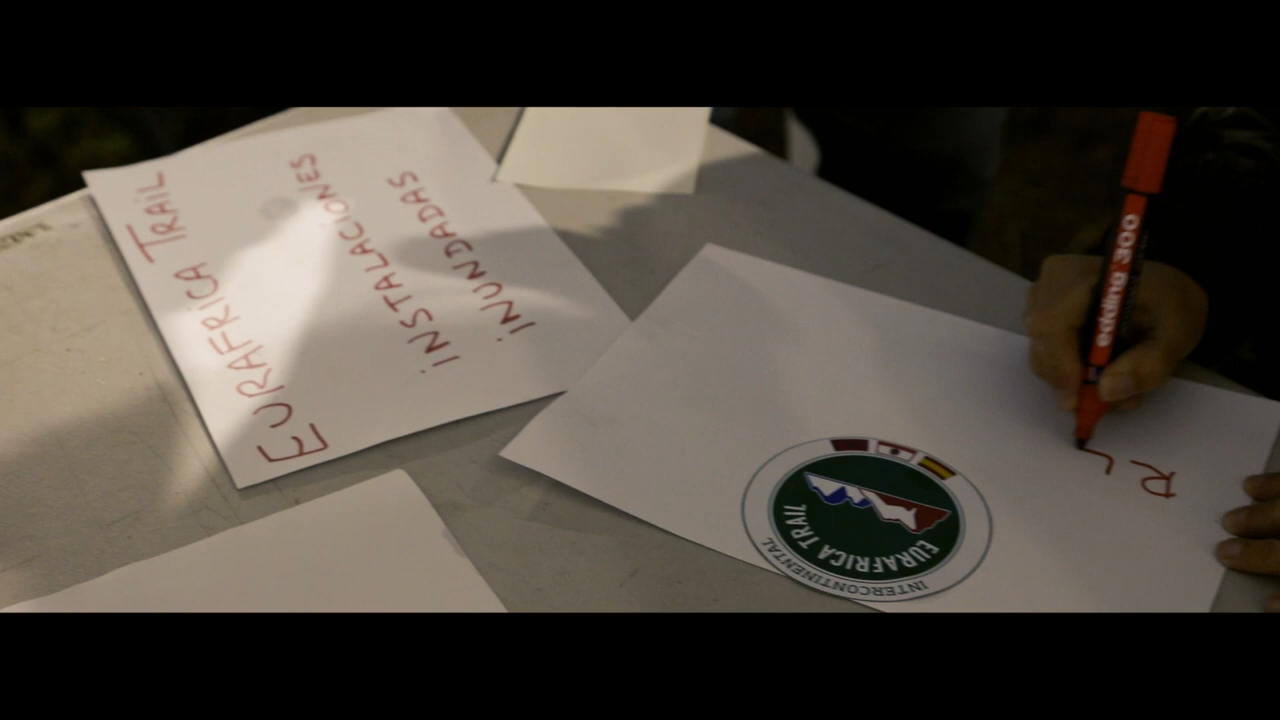 EURAFRICA TRAiL
iNSTALACiONES
iNUNDADAS
edding 300
R
EURAFRICA TRAIL
INTERCONTINENTAL